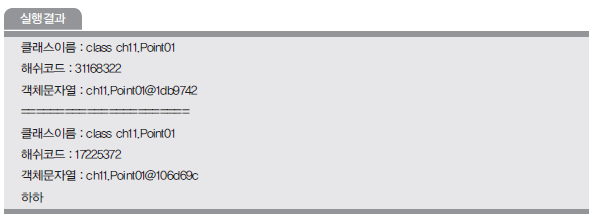 실행결과
클래스이름 : class ch11.Point01
해쉬코드 : 31168322
객체문자열 : ch11.Point01@1db9742
========================
클래스이름 : class ch11.Point01
해쉬코드 : 17225372
객체문자열 : ch11.Point01@106d69c
하하